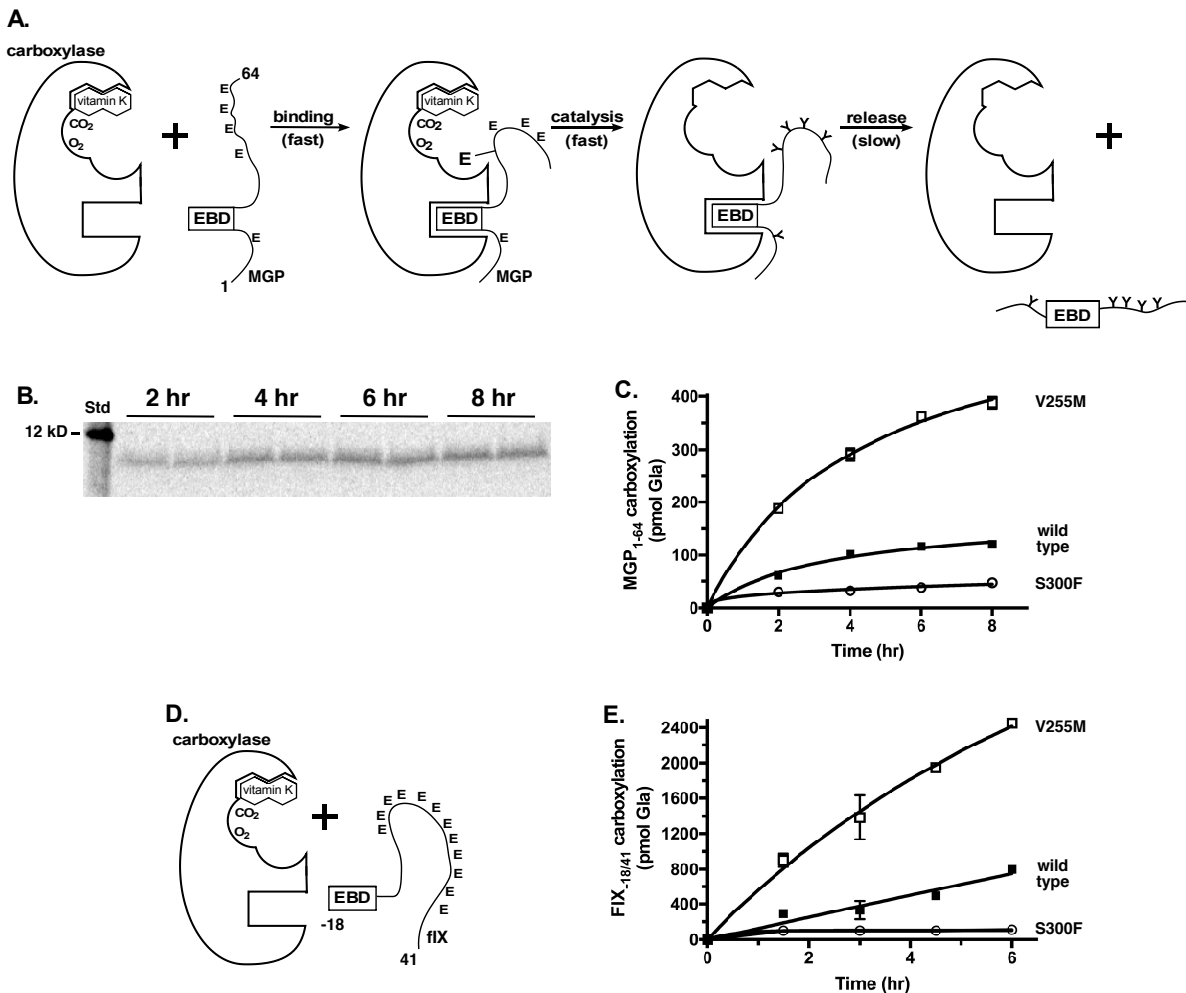 A.
carboxylase
vitamin K
CO2
O2
+
64
E
E
E
E
EBD
E
MGP
1
binding
(fast)
vitamin K
CO2
O2
E
E
E
E
EBD
E
MGP
catalysis
(fast)
Y
Y
Y
Y
EBD
Y
release
(slow)
+
Y
EBD
Y Y Y Y
B.
Std
2 hr
4 hr
6 hr
8 hr
12 kD
C.
MGP1-64 carboxylation
(pmol Gla)
400
300
200
100
0
0 2 4 6 8
Time (hr)
V255M
wild
type
S300F
D.
carboxylase
vitamin K
CO2
O2
+
E
E
E
E
E
E
E
E
E
E
E
E
EBD
-18
fIX
41
E.
FIX-18/41 carboxylation
(pmol Gla)
2400
2000
1600
1200
800
400
0
0 2 4 6
Time (hr)
V255M
wild
type
S300F